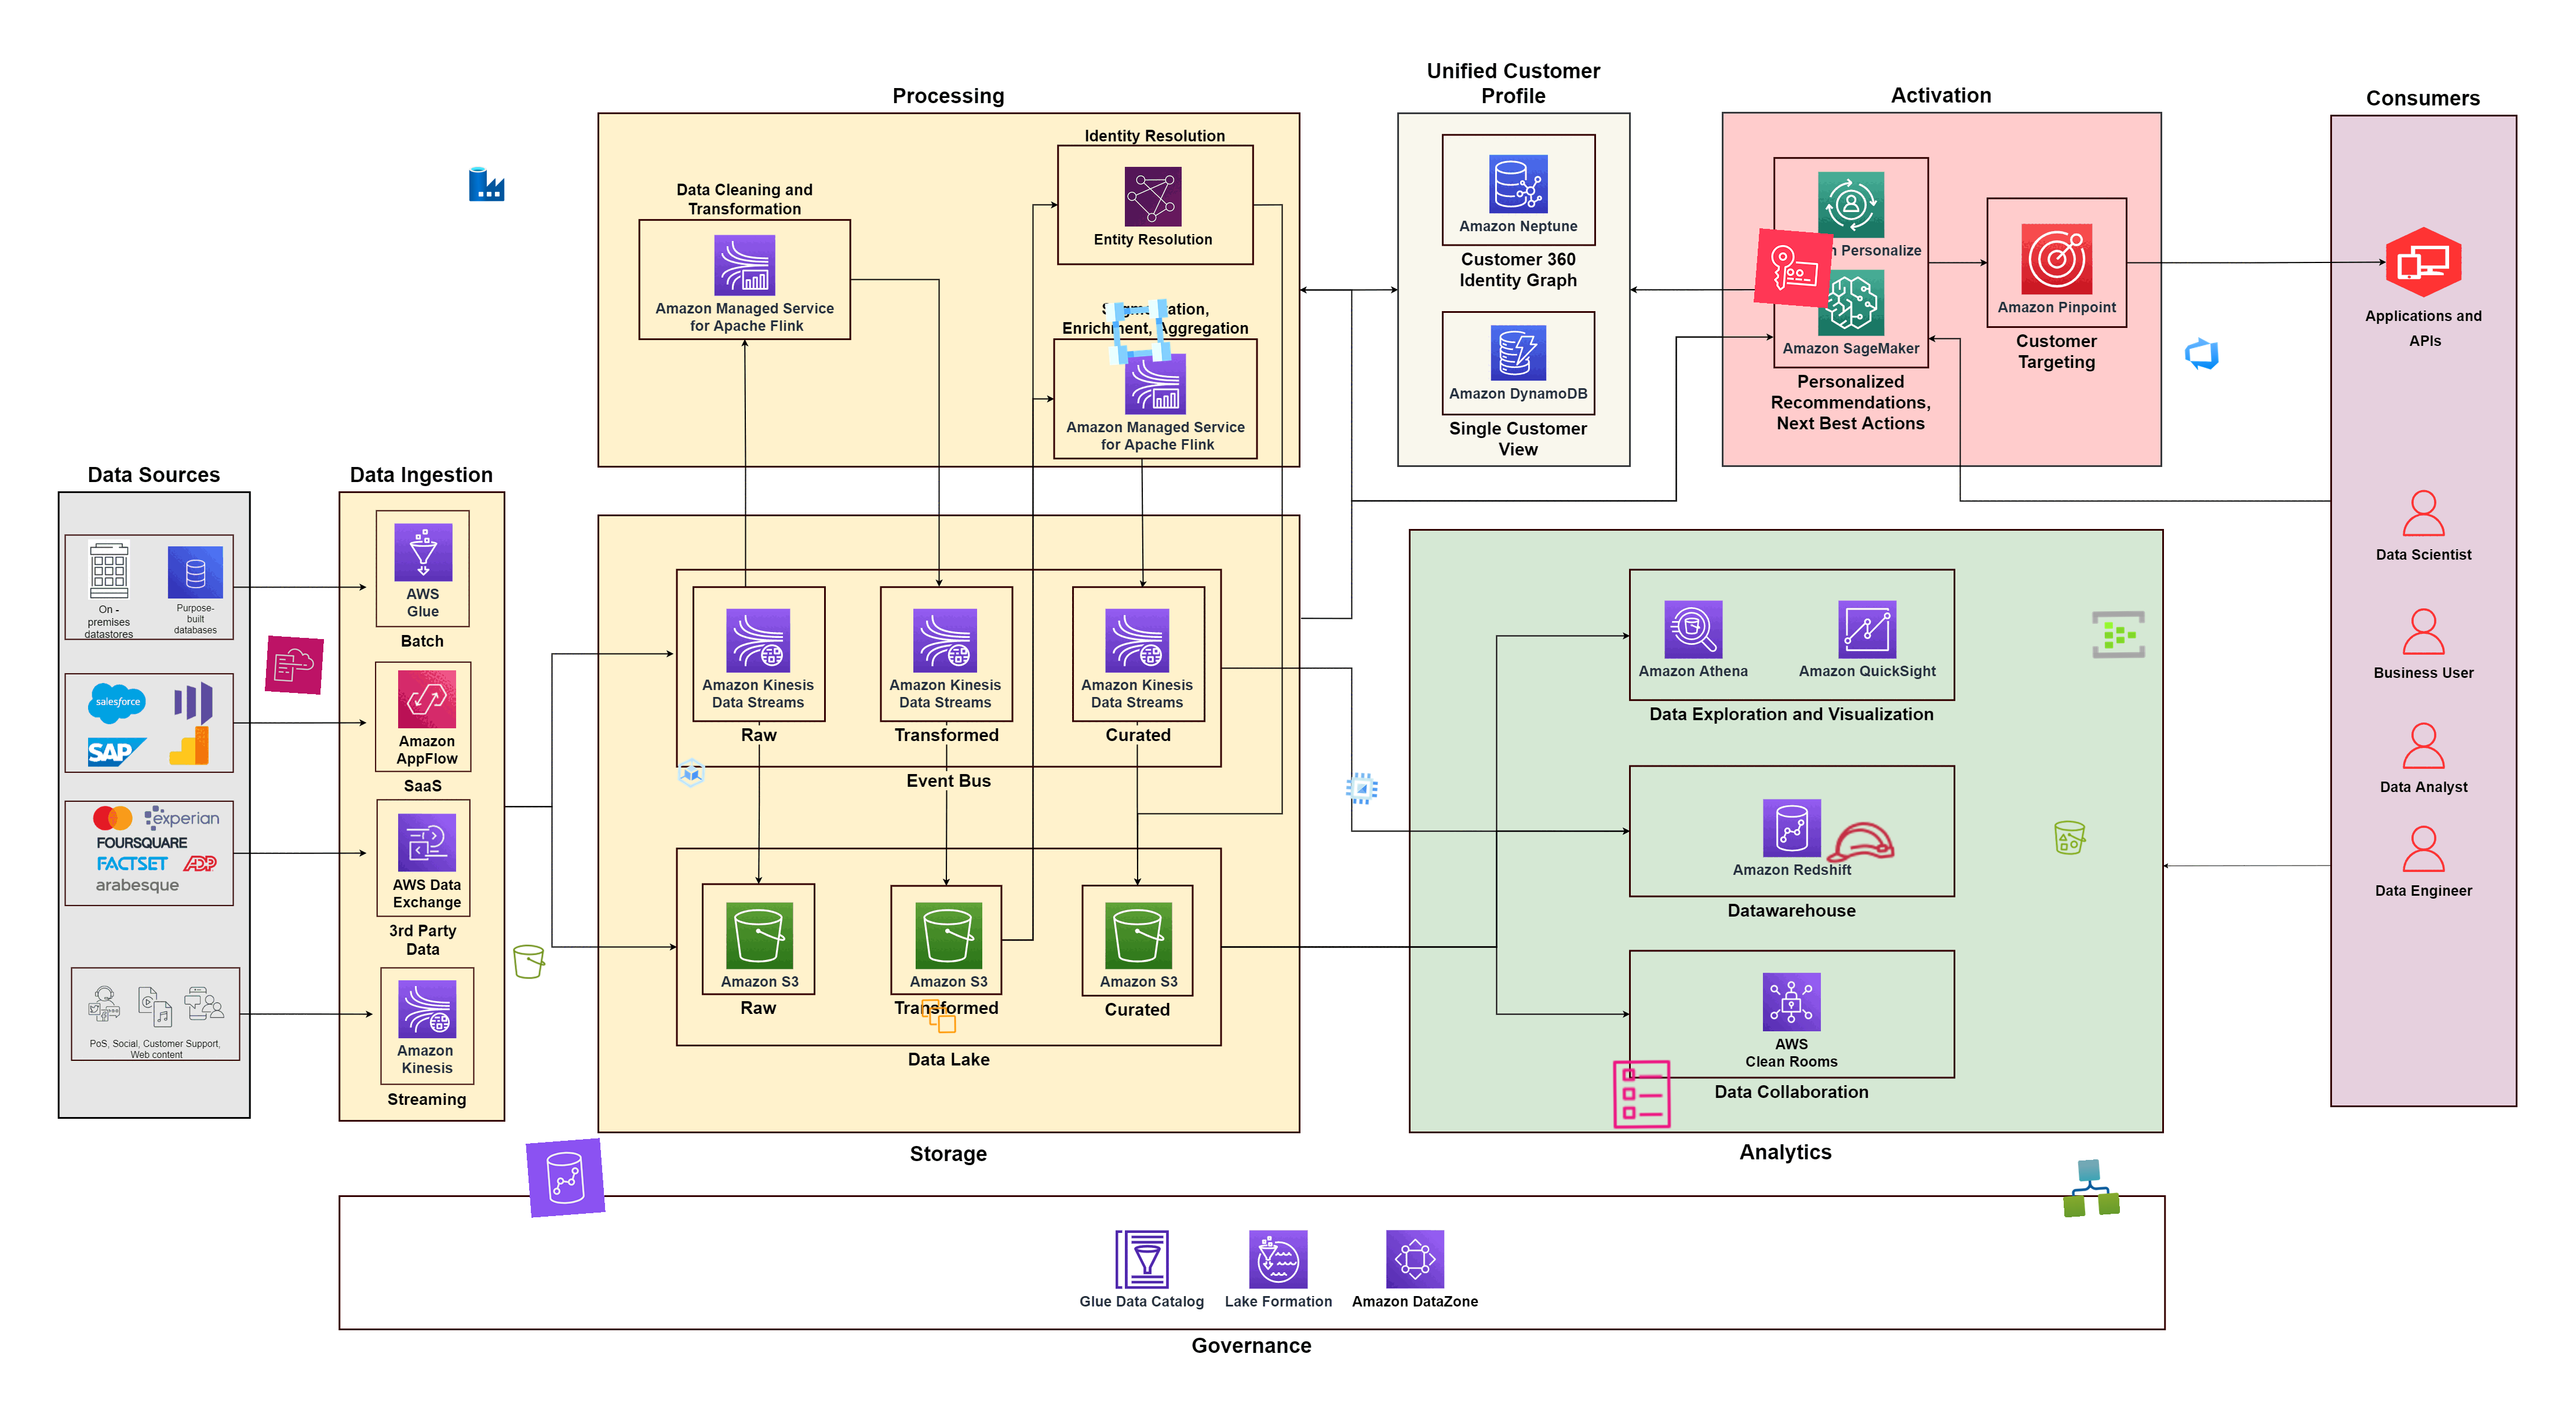 Processing
Unified Customer
Profile
Activation
Consumers
Identity Resolution
Entity Resolution
Data Cleaning and
Transformation
Amazon Managed Service
for Apache Flink
Enrichment, Aggregation
Amazon Managed Service
for Apache Flink
Amazon Neptune
Customer 360
Identity Graph
Amazon DynamoDB
Single Customer
View
Personalize
Amazon SageMaker
Personalized
Recommendations,
Next Best Actions
Amazon Pinpoint
Customer
Targeting
Applications and
APIs
Data Scientist
Business User
Data Analyst
Data Engineer
Data Sources
On -
premises
datastores
Purpose-
built
databases
salesforce
SAP
experian
FOURSQUARE
FACTSET
ADP
arabesque
PoS, Social, Customer Support,
Web content
Data Ingestion
AWS
Glue
Batch
Amazon
AppFlow
SaaS
AWS Data
Exchange
3rd Party
Data
Amazon
Kinesis
Streaming
Amazon Kinesis
Data Streams
Raw
Amazon Kinesis
Data Streams
Transformed
Amazon Kinesis
Data Streams
Curated
Event Bus
Amazon S3
Raw
Amazon S3
Transformed
Amazon S3
Curated
Data Lake
Storage
Amazon Athena
Amazon QuickSight
Data Exploration and Visualization
Amazon Redshift
Datawarehouse
AWS
Clean Rooms
Data Collaboration
Analytics
Glue Data Catalog
Lake Formation
Amazon DataZone
Governance